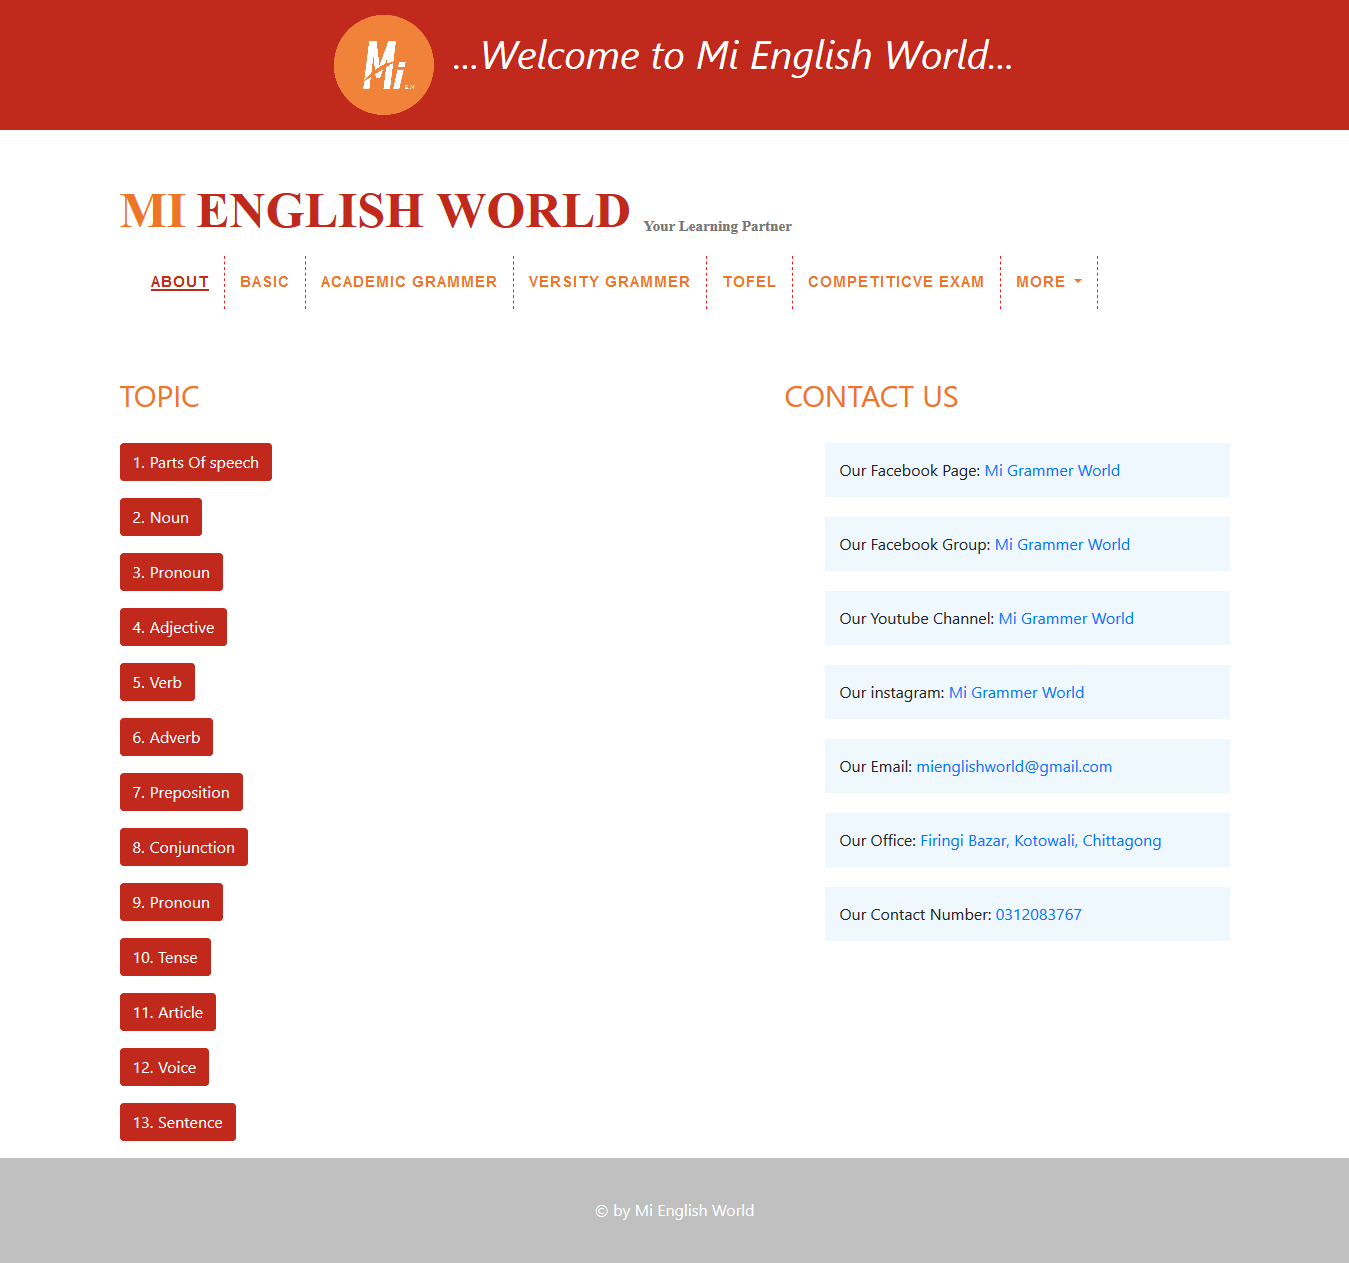 Mi
...Welcome to Mi English World...
MI ENGLISH WORLD Your Learning Partner
ABOUT BASIC ACADEMIC GRAMMER VERSITY GRAMMER TOFEL COMPETITICVE EXAM MORE
TOPIC
1. Parts Of speech
2. Noun
3. Pronoun
4. Adjective
5. Verb
6. Adverb
7. Preposition
8. Conjunction
9. Pronoun
10. Tense
11. Article
12. Voice
13. Sentence
CONTACT US
Our Facebook Page: Mi Grammer World
Our Facebook Group: Mi Grammer World
Our Youtube Channel: Mi Grammer World
Our instagram: Mi Grammer World
Our Email: mienglishworld@gmail.com
Our Office: Firingi Bazar, Kotowali, Chittagong
Our Contact Number: 0312083767
© by Mi English World